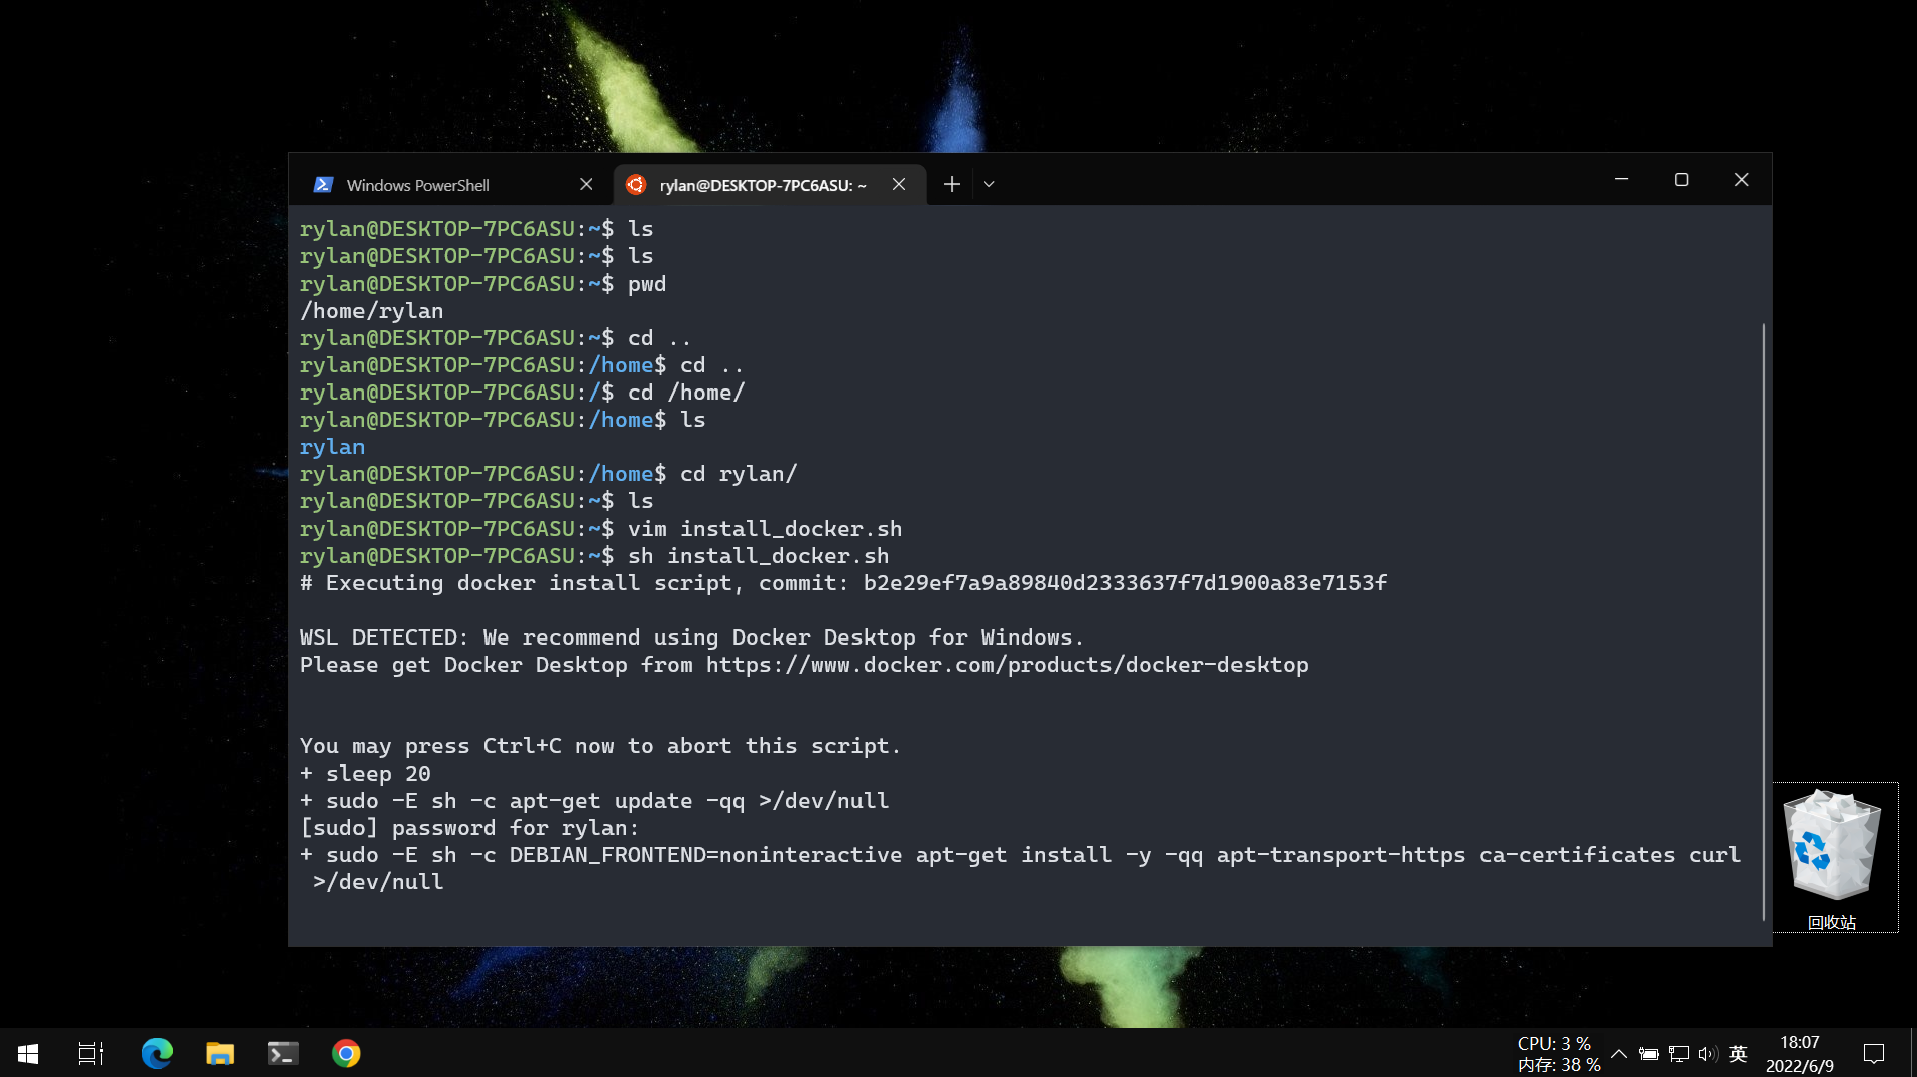 Windows PowerShell
rylan@DESKTOP-7PC6ASU: ~
rylan@DESKTOP-7PC6ASU:~$ ls
rylan@DESKTOP-7PC6ASU:~$ ls
rylan@DESKTOP-7PC6ASU:~$ pwd
/home/rylan
rylan@DESKTOP-7PC6ASU:~$ cd ..
rylan@DESKTOP-7PC6ASU:/home$ cd ..
rylan@DESKTOP-7PC6ASU:/$ cd /home/
rylan@DESKTOP-7PC6ASU:/home$ ls
rylan
rylan@DESKTOP-7PC6ASU:/home$ cd rylan/
rylan@DESKTOP-7PC6ASU:~$ ls
rylan@DESKTOP-7PC6ASU:~$ vim install_docker.sh
rylan@DESKTOP-7PC6ASU:~$ sh install_docker.sh
# Executing docker install script, commit: b2e29ef7a9a89840d2333637f7d1900a83e7153f
WSL DETECTED: We recommend using Docker Desktop for Windows.
Please get Docker Desktop from https://www.docker.com/products/docker-desktop
You may press Ctrl+C now to abort this script.
+ sleep 20
+ sudo -E sh -c apt-get update -qq >/dev/null
[sudo] password for rylan:
+ sudo -E sh -c DEBIAN_FRONTEND=noninteractive apt-get install -y -qq apt-transport-https ca-certificates curl
>/dev/null
回收站
CPU: 3 %
内存: 38 %
英
18:07
2022/6/9